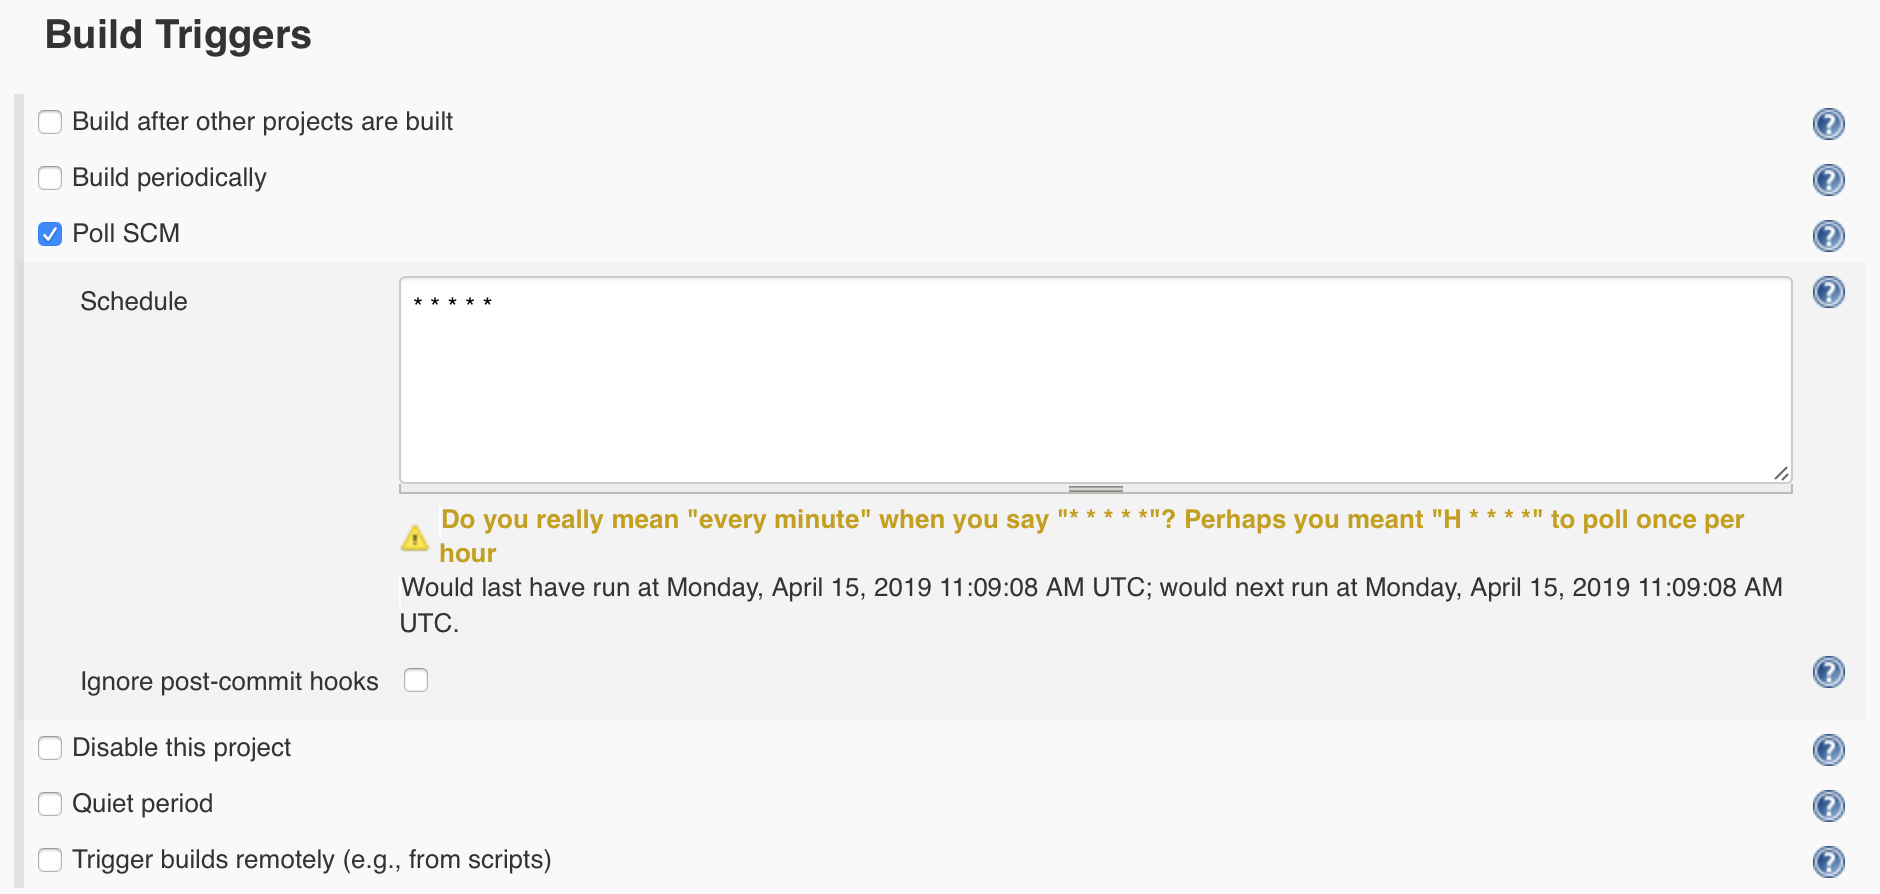 Build Triggers
Build after other projects are built
Build periodically
Poll SCM
Schedule
* * * * *
Do you really mean "every minute" when you say "* * * * *"? Perhaps you meant "H * * * *" to poll once per
hour
Would last have run at Monday, April 15, 2019 11:09:08 AM UTC; would next run at Monday, April 15, 2019 11:09:08 AM
UTC.
Ignore post-commit hooks
Disable this project
Quiet period
Trigger builds remotely (e.g., from scripts)